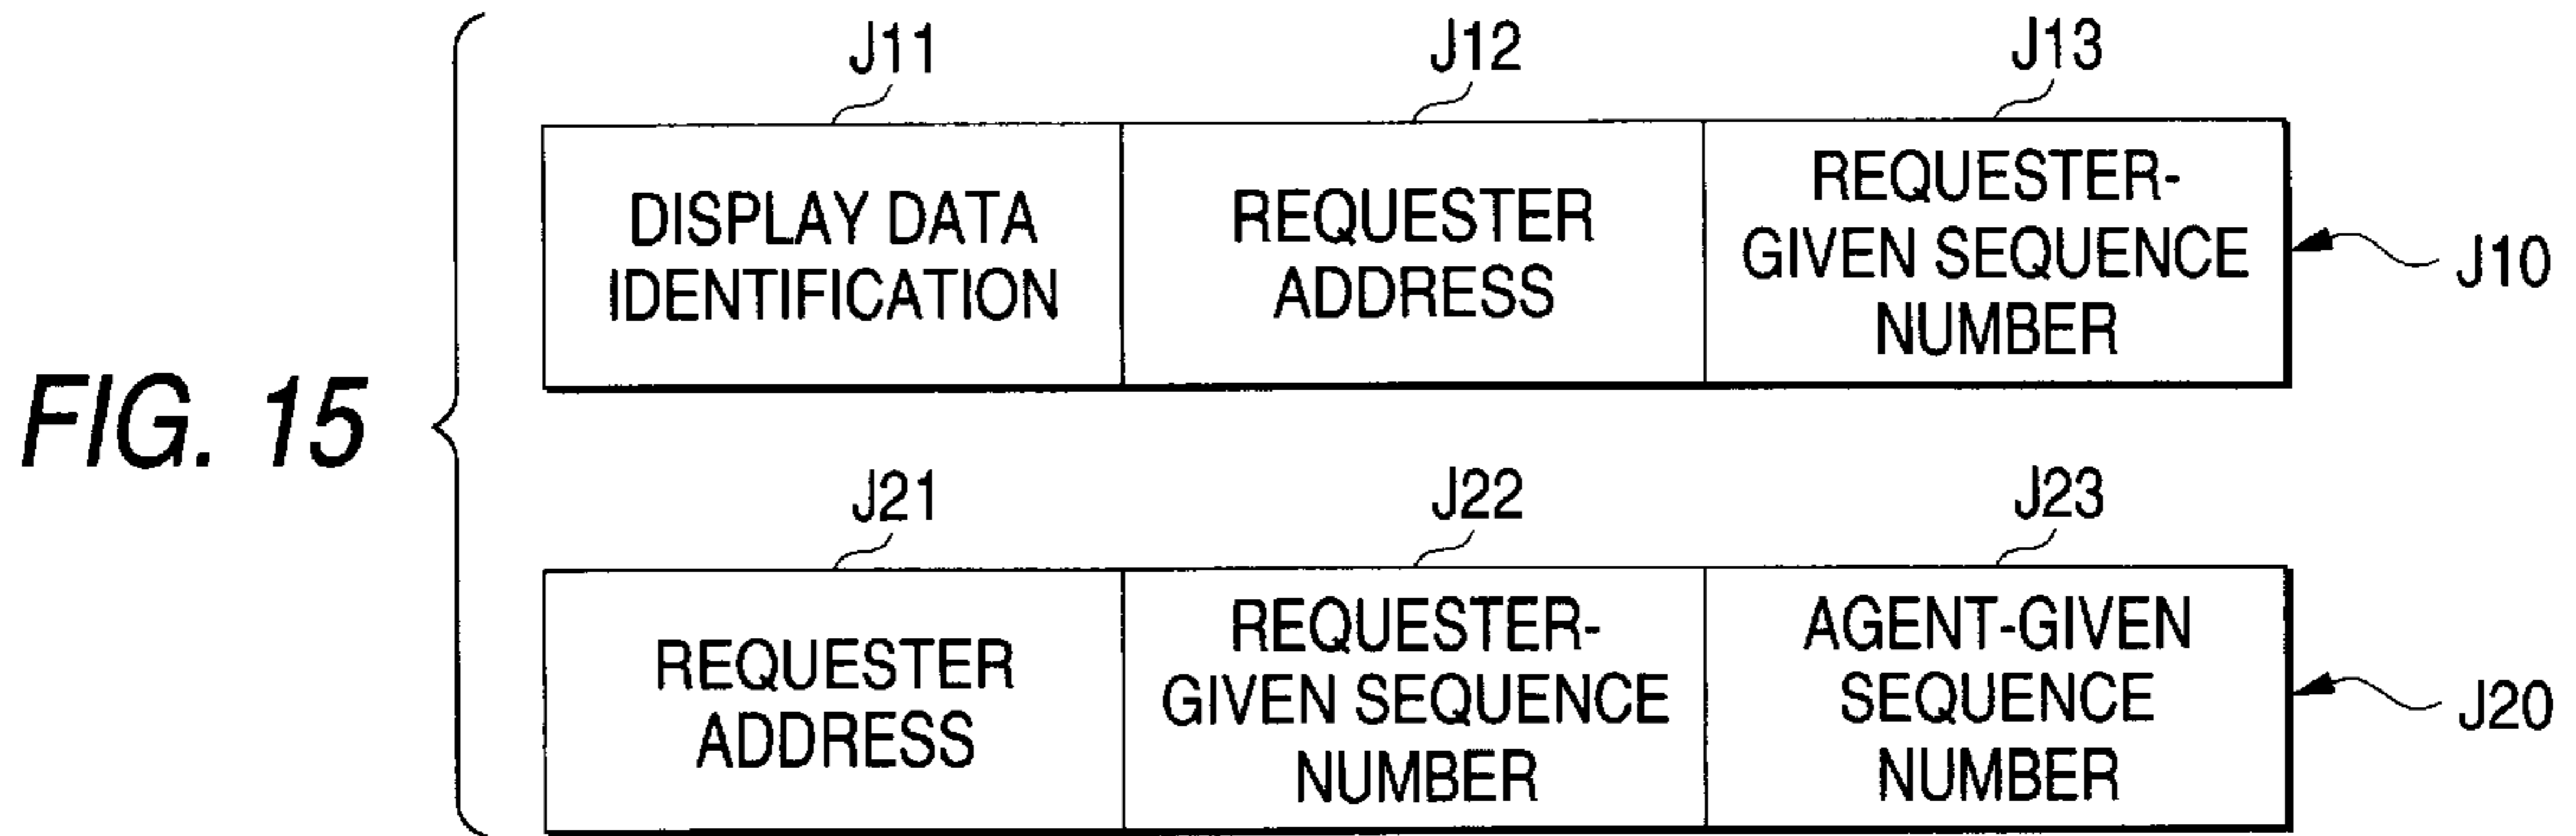 FIG. 15
J11
J12
J13
DISPLAY DATA
IDENTIFICATION
REQUESTER
ADDRESS
REQUESTER-
GIVEN SEQUENCE
NUMBER
J10
J21
J22
J23
REQUESTER
ADDRESS
REQUESTER-
GIVEN SEQUENCE
NUMBER
AGENT-GIVEN
SEQUENCE
NUMBER
J20